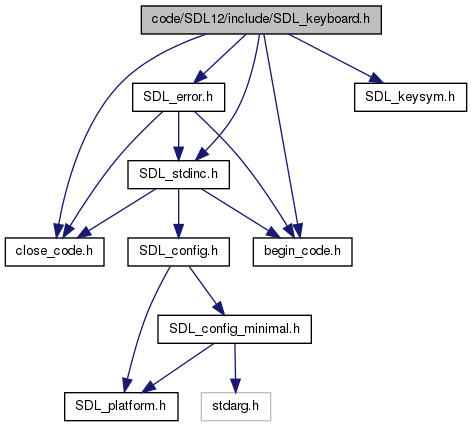 code/SDL12/include/SDL_keyboard.h
SDL_error.h
SDL_keysym.h
SDL_stdinc.h
close_code.h
SDL_config.h
begin_code.h
SDL_config_minimal.h
SDL_platform.h
stdarg.h